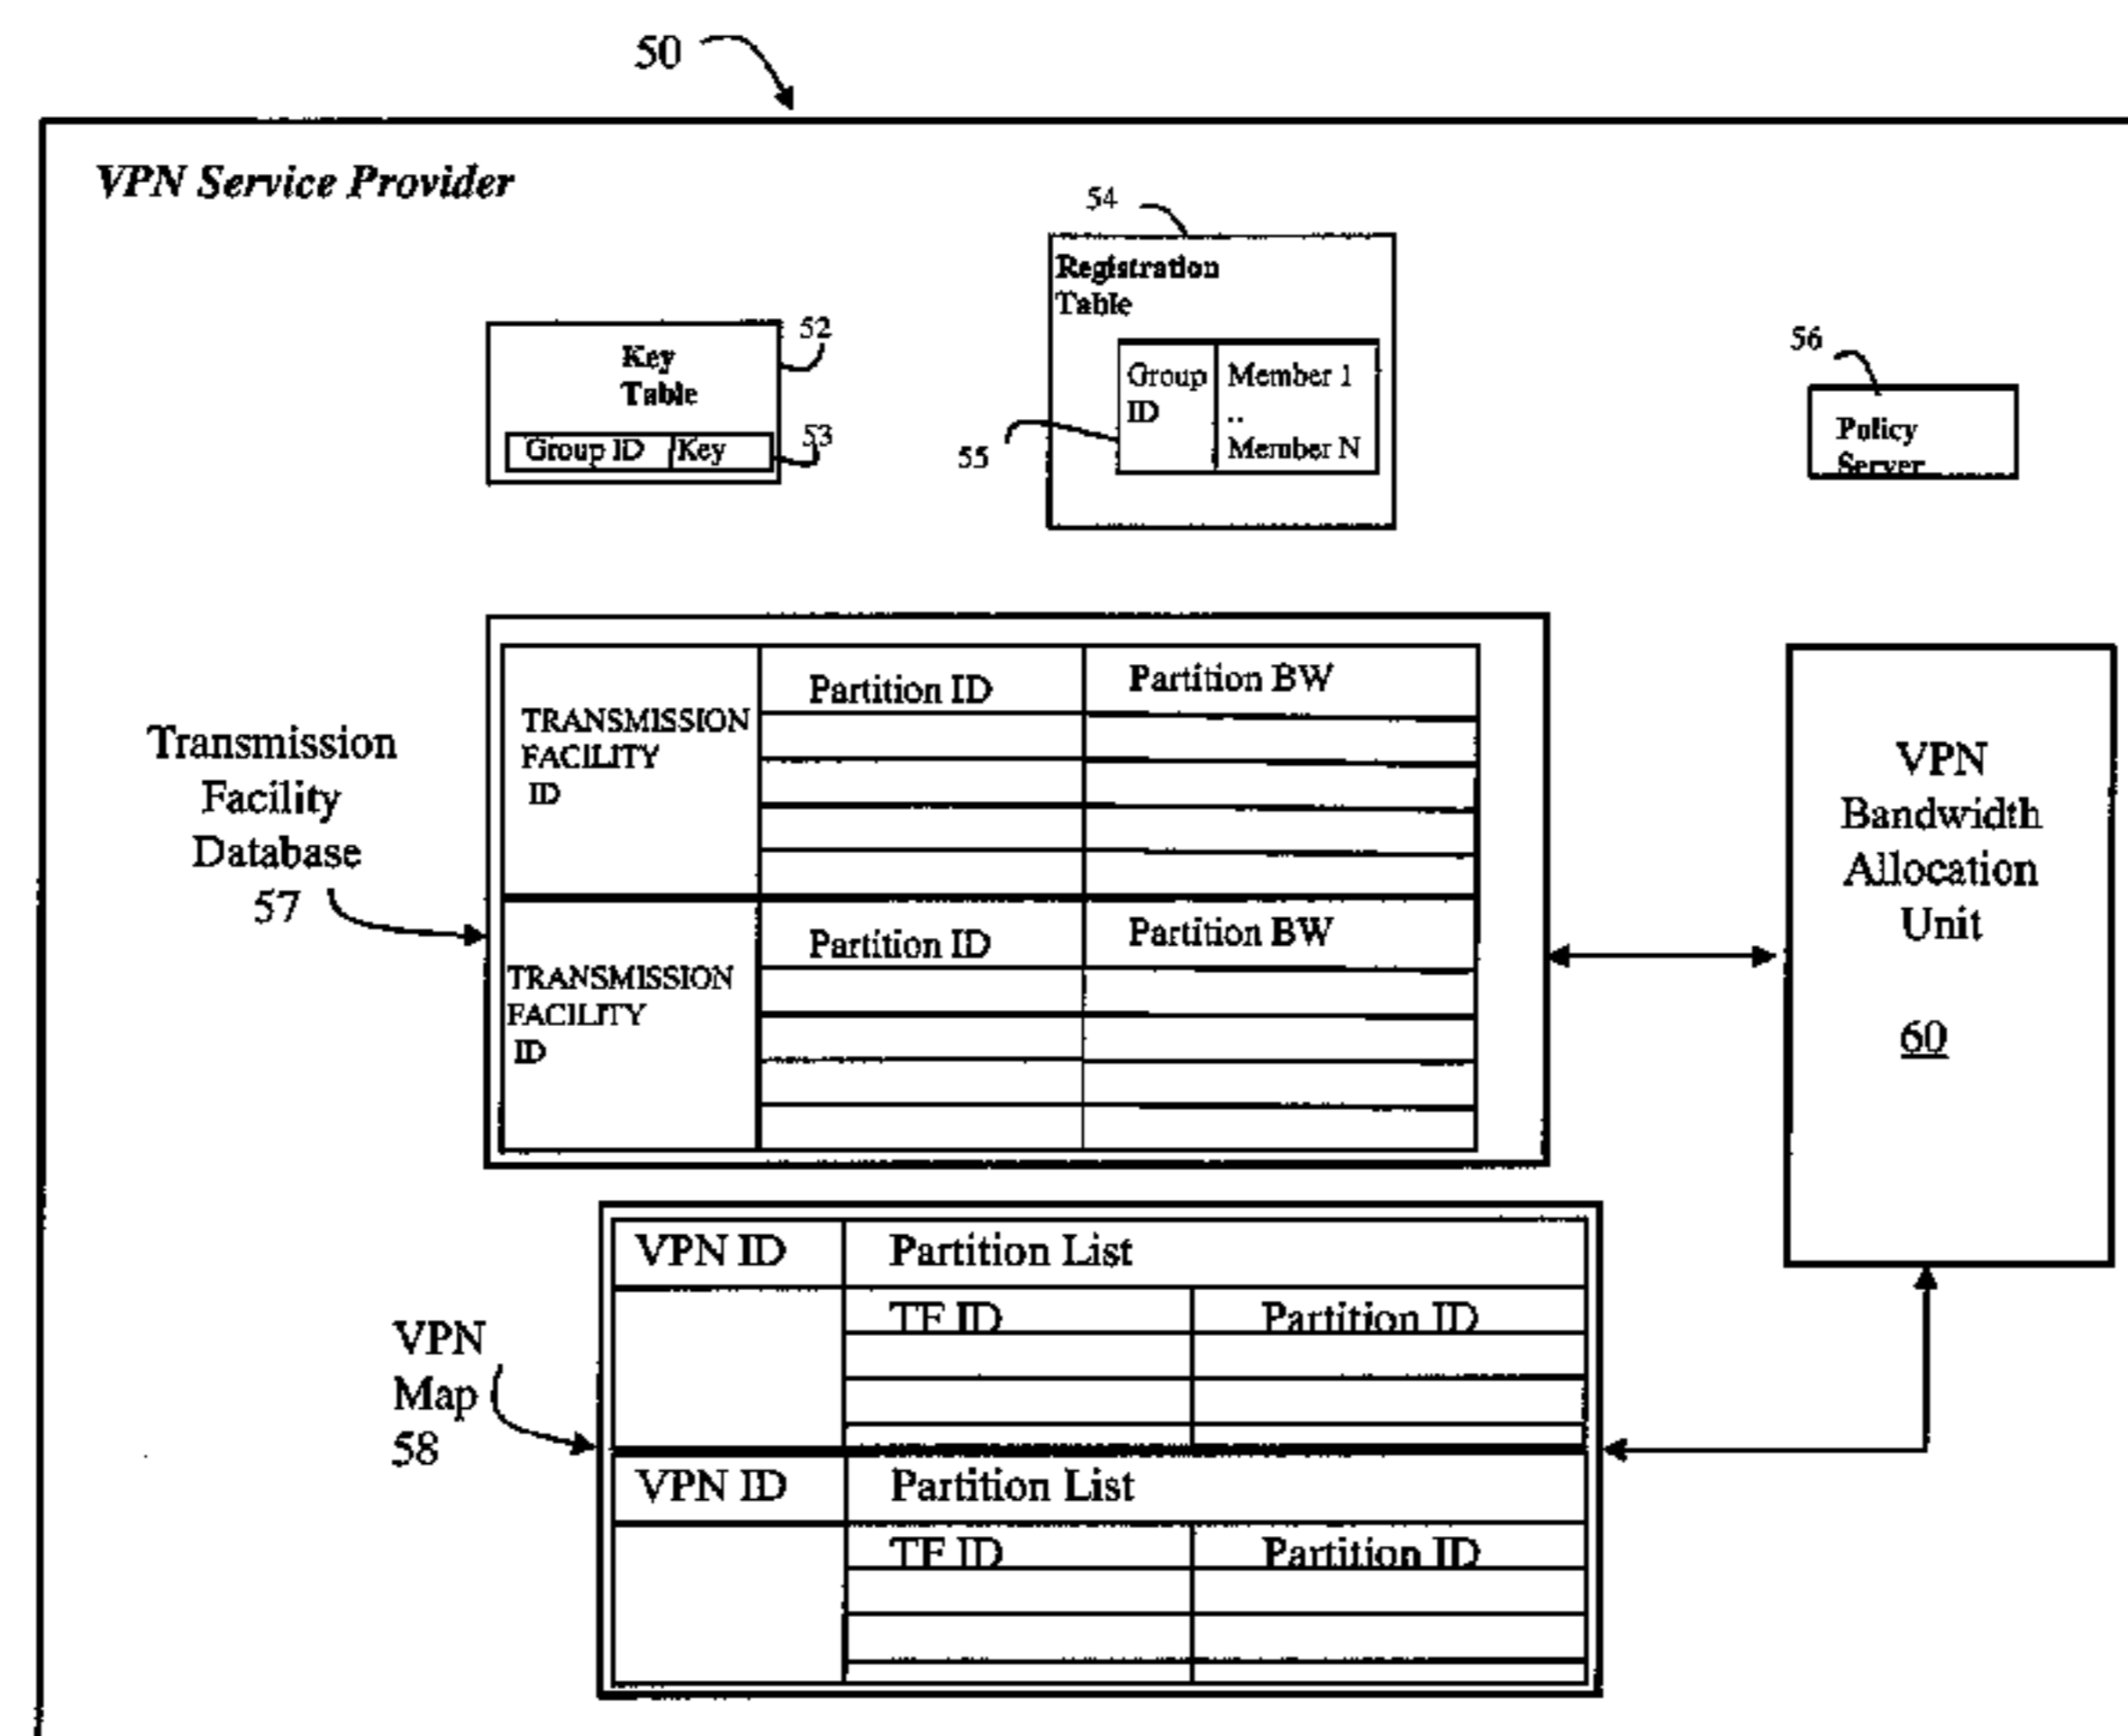 50
VPN Service Provider
54
Registration
Table
Group
ID
Member 1
..
Member N
55
52
Key
Table
Group ID
Key
53
56
Policy
Server
Transmission
Facility
Database
57
TRANSMISSION
FACILITY
ID
Partition ID
Partition BW
TRANSMISSION
FACILITY
ID
Partition ID
Partition BW
VPN
Bandwidth
Allocation
Unit
60
VPN
Map
58
VPN ID
Partition List
TF ID
Partition ID
VPN ID
Partition List
TF ID
Partition ID